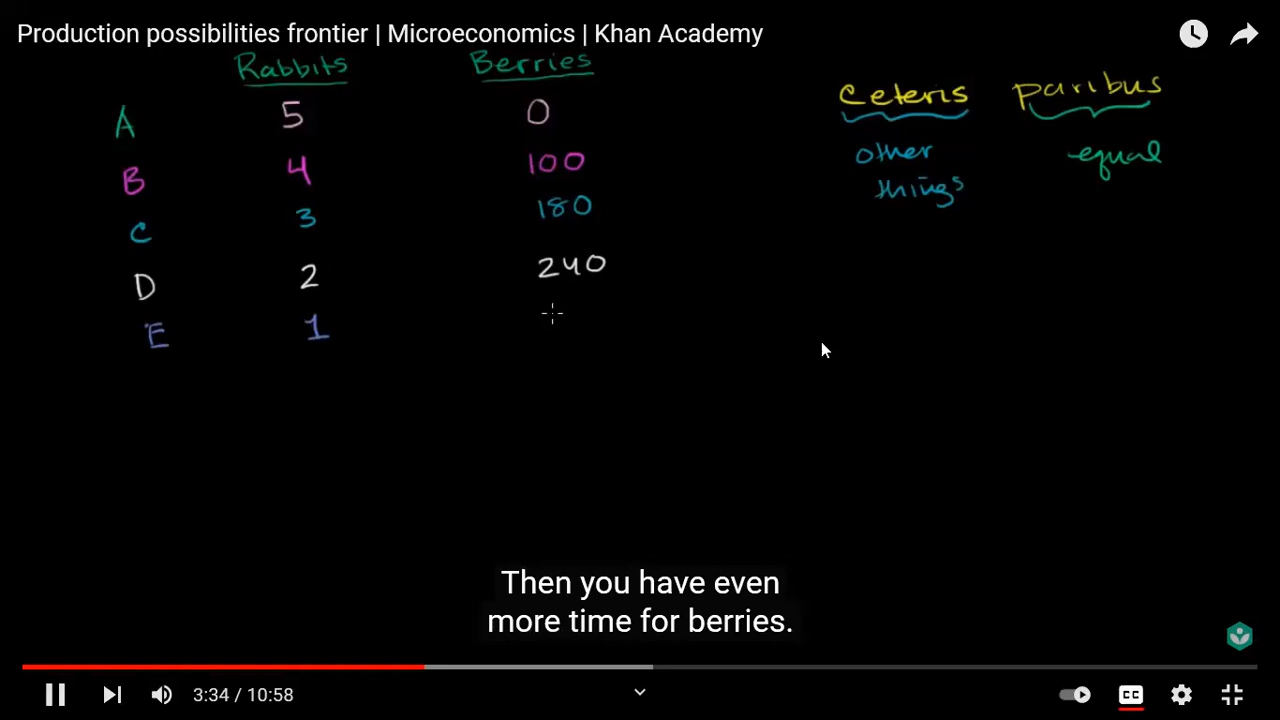 Production possibilities frontier | Microeconomics | Khan Academy
Rabbits Berries
Ceteris paribus
A 5 0
other equal
B 4 100
things
C 3 180
D 2 240
E 1
Then you have even
more time for berries.
3:34 / 10:58
CC